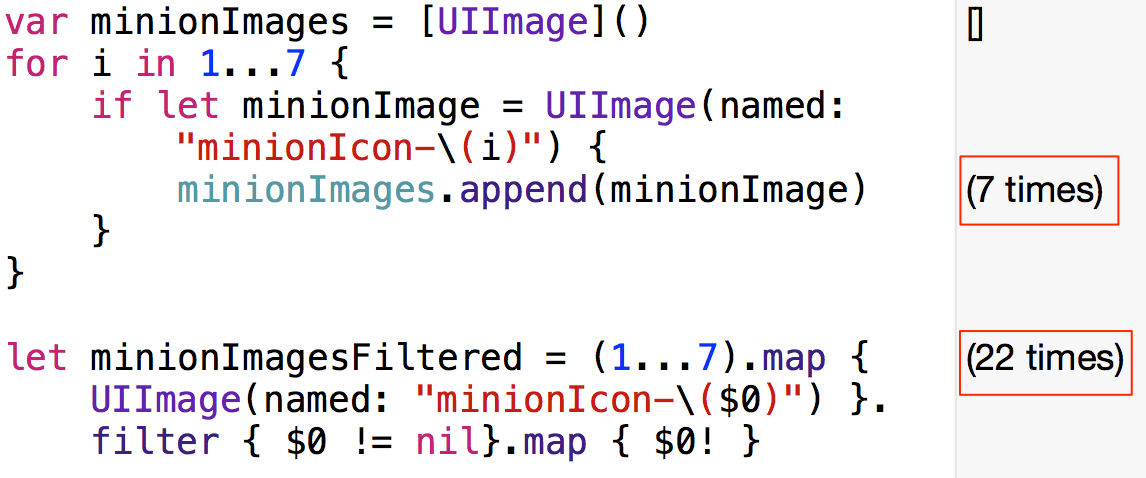 var minionImages = [UIImage]() []
for i in 1...7 {
    if let minionImage = UIImage(named:
        "minionIcon-\(i)") {
        minionImages.append(minionImage) (7 times)
    }
}
let minionImagesFiltered = (1...7).map { (22 times)
    UIImage(named: "minionIcon-\($0)") }.
    filter { $0 != nil}.map { $0! }